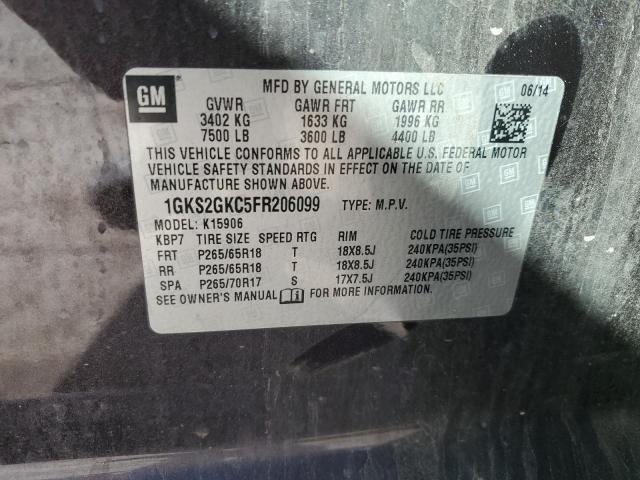 GM
MFD BY GENERAL MOTORS LLC 06/14
GVWR GAWR FRT GAWR RR
3402 KG 1633 KG 1996 KG
7500 LB 3600 LB 4400 LB
THIS VEHICLE CONFORMS TO ALL APPLICABLE U.S. FEDERAL MOTOR
VEHICLE SAFETY STANDARDS IN EFFECT ON THE DATE OF
MANUFACTURE SHOWN ABOVE.
1GKS2GKC5FR206099 TYPE: M.P.V.
MODEL: K15906
KBP7 TIRE SIZE SPEED RTG RIM COLD TIRE PRESSURE
FRT P265/65R18 T 18X8.5J 240KPA(35PSI)
RR P265/65R18 T 18X8.5J 240KPA(35PSI)
SPA P265/70R17 S 17X7.5J 240KPA(35PSI)
SEE OWNER'S MANUAL FOR MORE INFORMATION.